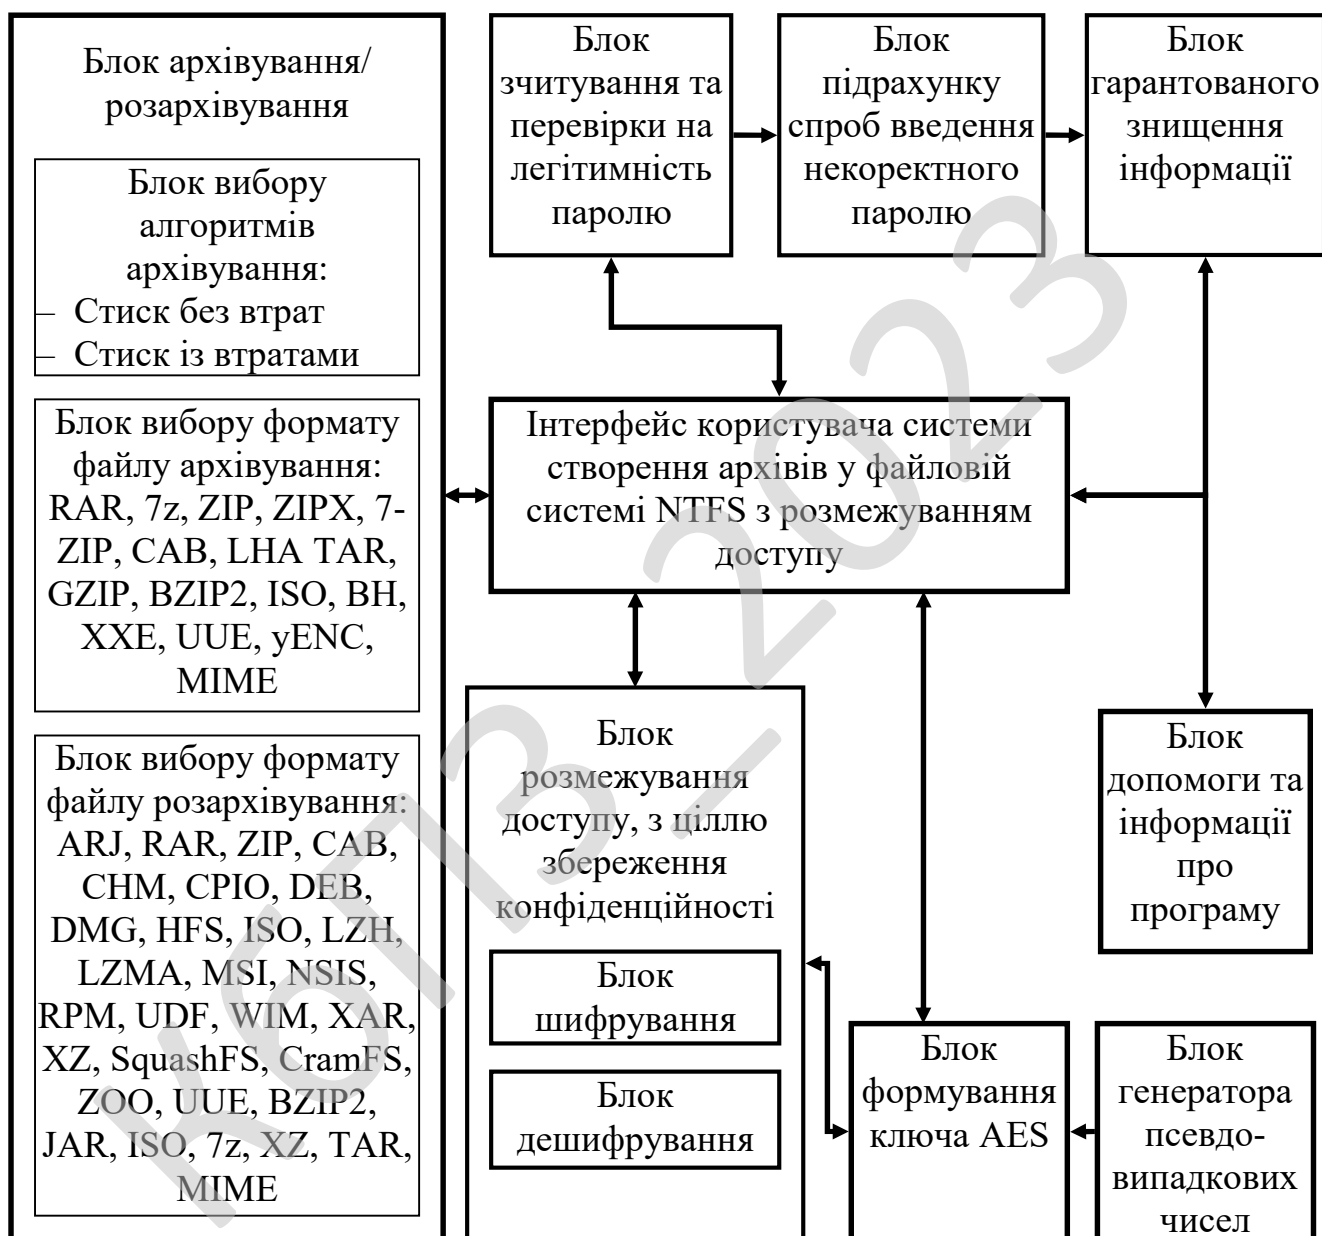 Блок архівування/
розархівування
Блок вибору
алгоритмів
архівування:
– Стиск без втрат
– Стиск із втратами
Блок вибору формату
файлу архівування:
RAR, 7z, ZIP, ZIPX, 7-
ZIP, CAB, LHA TAR,
GZIP, BZIP2, ISO, BH,
XXE, UUE, yENC,
MIME
Блок вибору формату
файлу розархівування:
ARJ, RAR, ZIP, CAB,
CHM, CPIO, DEB,
DMG, HFS, ISO, LZH,
LZMA, MSI, NSIS,
RPM, UDF, WIM, XAR,
XZ, SquashFS, CramFS,
ZOO, UUE, BZIP2,
JAR, ISO, 7z, XZ, TAR,
MIME
Блок
зчитування та
перевірки на
легітимність
паролю
Блок
підрахунку
спроб введення
некоректного
паролю
Блок
гарантованого
знищення
інформації
Інтерфейс користувача системи
створення архівів у файловій
системі NTFS з розмежуванням
доступу
Блок
розмежування
доступу, з ціллю
збереження
конфіденційності
Блок
шифрування
Блок
дешифрування
Блок
допомоги та
інформації
про
програму
Блок
формування
ключа AES
Блок
генератора
псевдо-
випадкових
чисел
КбПЗ_2023